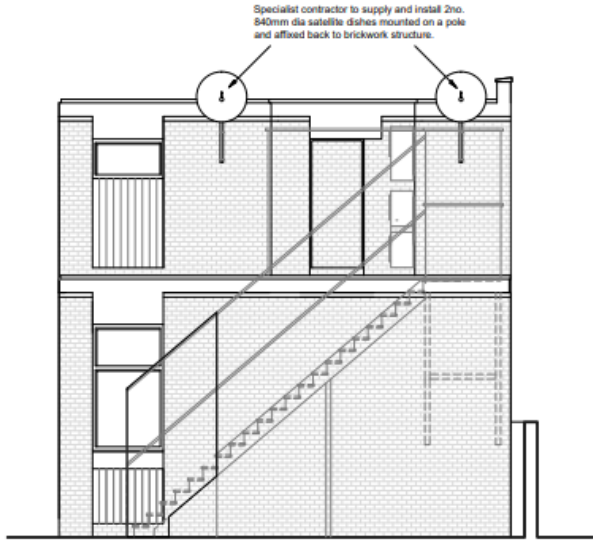 Specialist contractor to supply and install 2no.
840mm dia satellite dishes mounted on a pole
and affixed back to brickwork structure.